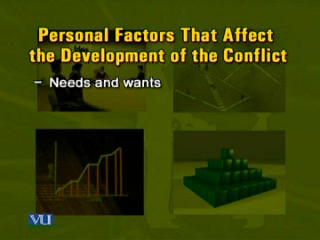 Personal Factors That Affect
the Development of the Conflict
– Needs and wants
VU